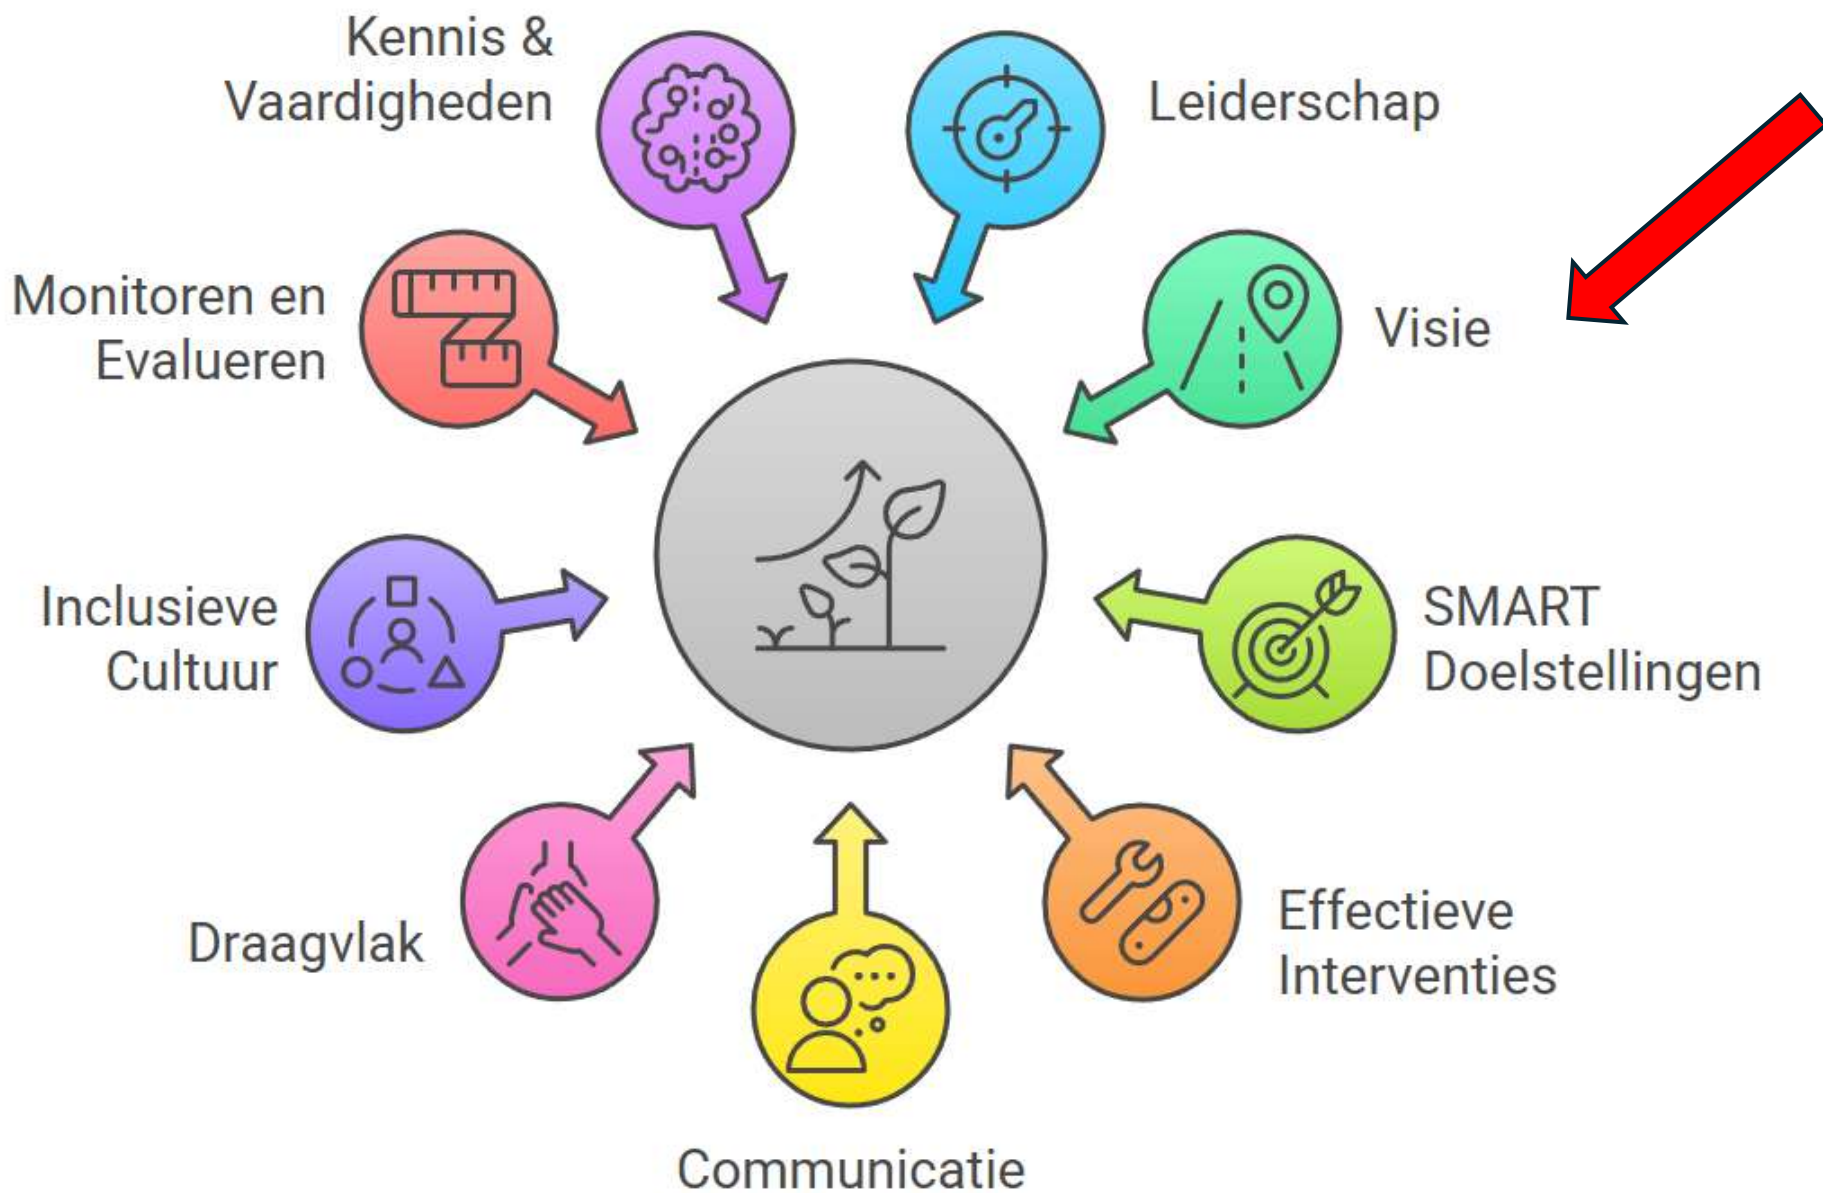 Kennis &
Vaardigheden
Leiderschap
Monitoren en
Evalueren
Visie
Inclusieve
Cultuur
SMART
Doelstellingen
Draagvlak
Effectieve
Interventies
Communicatie